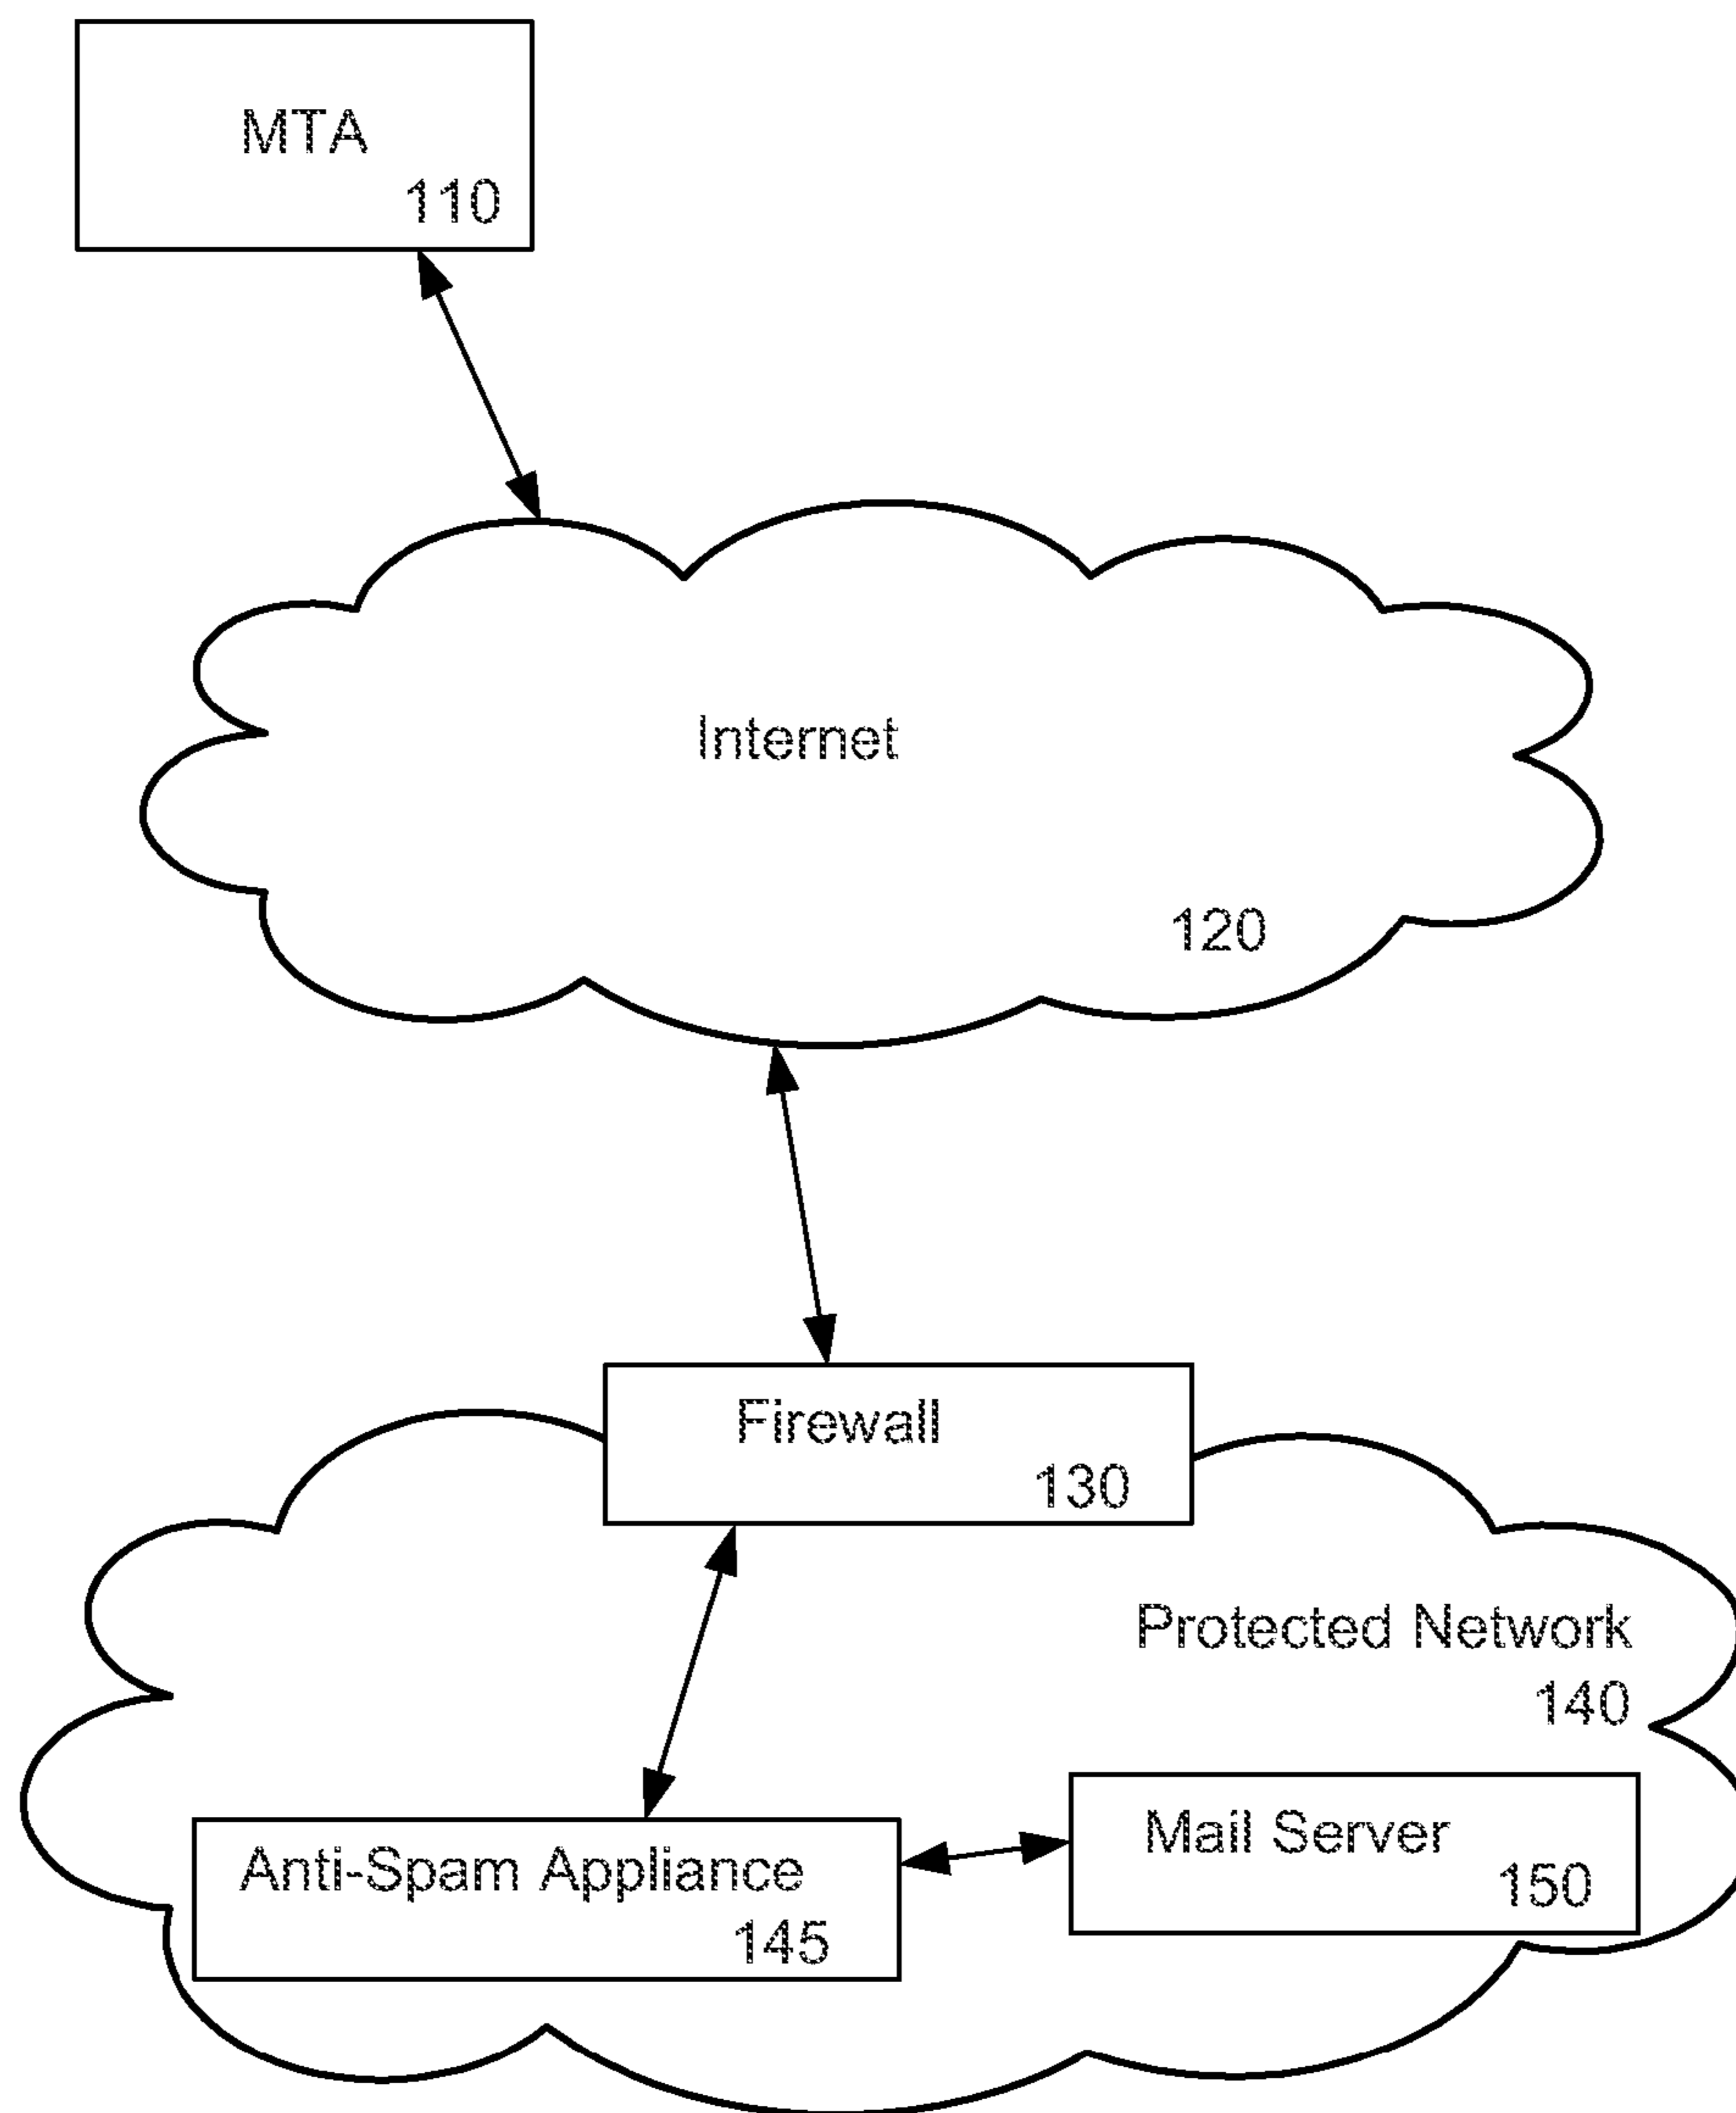 MTA
110
Internet
120
Firewall
130
Protected Network
140
Mail Server
150
Anti-Spam Appliance
145